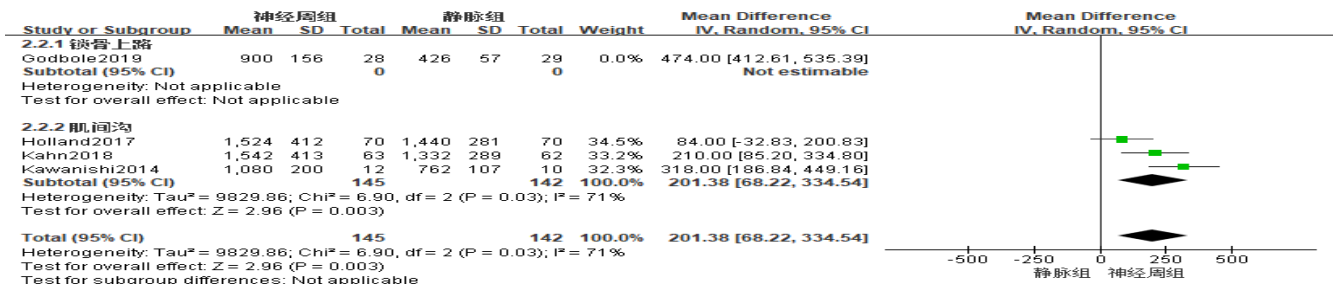 神经周组 静脉组 Mean Difference Mean Difference
Study or Subgroup Mean SD Total Mean SD Total Weight IV, Random, 95% CI IV, Random, 95% CI
2.2.1 锁骨上路
Godbole2019 900 156 28 426 57 29 0.0% 474.00 [412.61, 535.39]
Subtotal (95% CI) 0 0 Not estimable
Heterogeneity: Not applicable
Test for overall effect: Not applicable
2.2.2 肌间沟
Holland2017 1,524 412 70 1,440 281 70 34.5% 84.00 [-32.83, 200.83]
Kahn2018 1,542 413 63 1,332 289 62 33.2% 210.00 [85.20, 334.80]
Kawanishi2014 1,080 200 12 762 107 10 32.3% 318.00 [186.84, 449.16]
Subtotal (95% CI) 145 142 100.0% 201.38 [68.22, 334.54]
Heterogeneity: Tau² = 9829.86; Chi² = 6.90, df = 2 (P = 0.03); I² = 71%
Test for overall effect: Z = 2.96 (P = 0.003)
Total (95% CI) 145 142 100.0% 201.38 [68.22, 334.54]
Heterogeneity: Tau² = 9829.86; Chi² = 6.90, df = 2 (P = 0.03); I² = 71%
Test for overall effect: Z = 2.96 (P = 0.003)
Test for subgroup differences: Not applicable
-500 -250 0 250 500
静脉组 神经周组